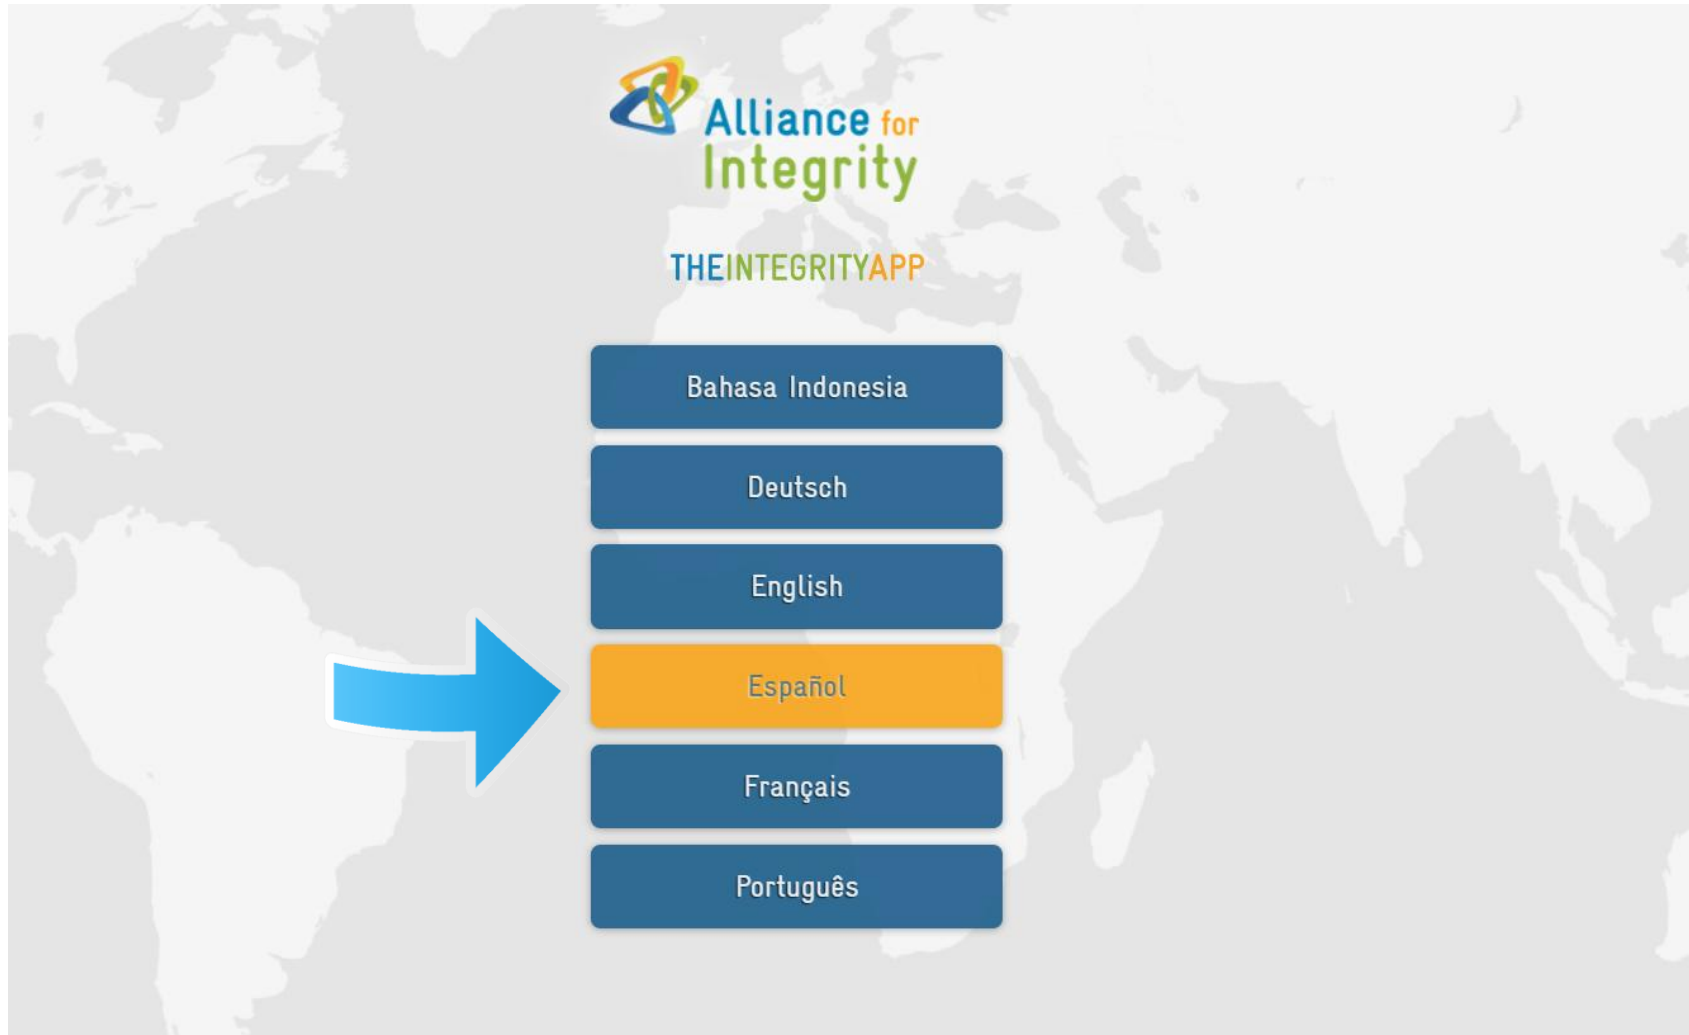 Alliance for
Integrity
THEINTEGRITYAPP
Bahasa Indonesia
Deutsch
English
Español
Français
Português